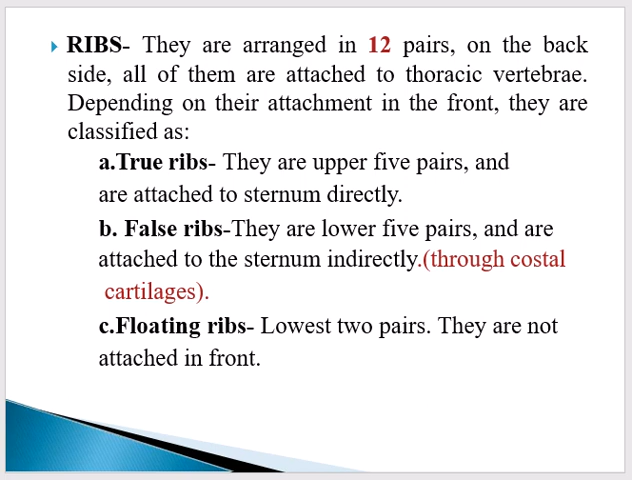 RIBS- They are arranged in 12 pairs, on the back
side, all of them are attached to thoracic vertebrae.
Depending on their attachment in the front, they are
classified as:
a.True ribs- They are upper five pairs, and
are attached to sternum directly.
b. False ribs-They are lower five pairs, and are
attached to the sternum indirectly.(through costal
cartilages).
c.Floating ribs- Lowest two pairs. They are not
attached in front.